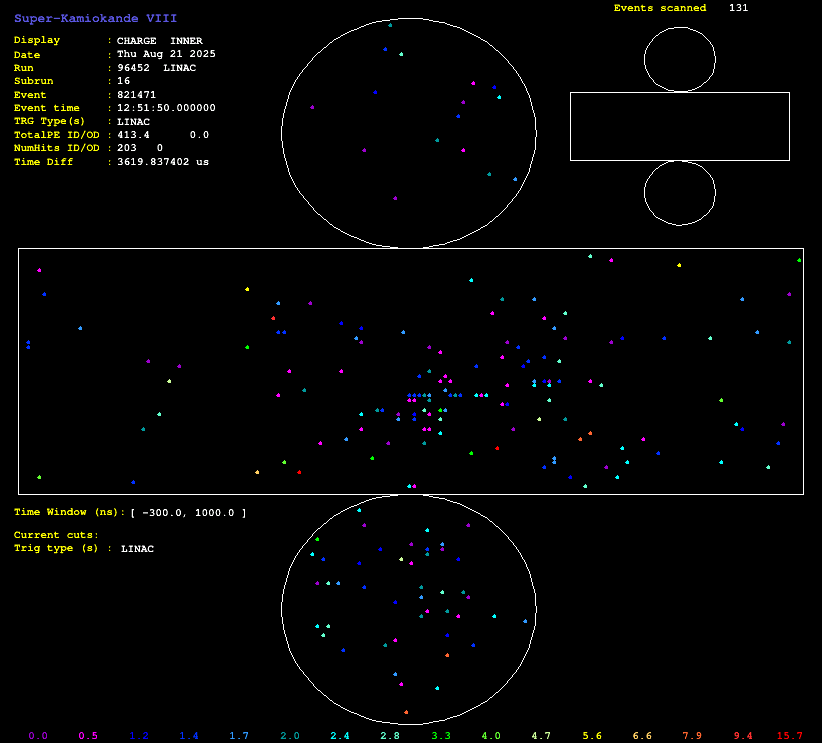 Super-Kamiokande VIII
Events scanned 131
Display : CHARGE INNER
Date : Thu Aug 21 2025
Run : 96452 LINAC
Subrun : 16
Event : 821471
Event time : 12:51:50.000000
TRG Type(s) : LINAC
TotalPE ID/OD : 413.4 0.0
NumHits ID/OD : 203 0
Time Diff : 3619.837402 us
Time Window (ns): [ -300.0, 1000.0 ]
Current cuts:
Trig type (s) : LINAC
0.0 0.5 1.2 1.4 1.7 2.0 2.4 2.8 3.3 4.0 4.7 5.6 6.6 7.9 9.4 15.7